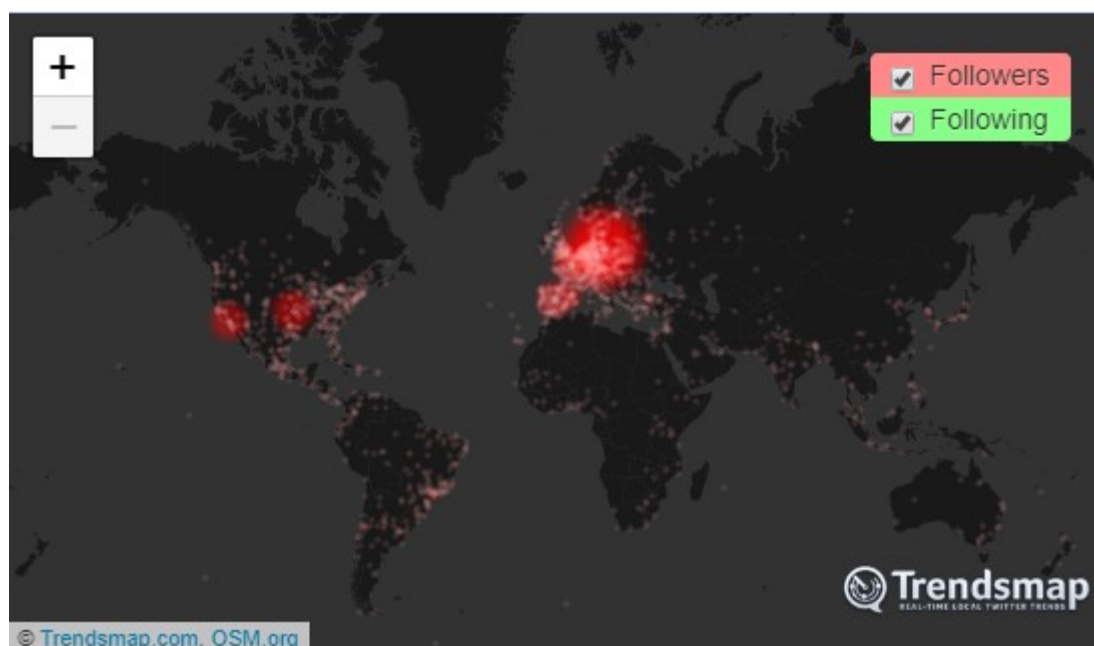 +
Followers
−
Following
Trendsmap
REAL-TIME LOCAL TWITTER TRENDS
© Trendsmap.com, OSM.org